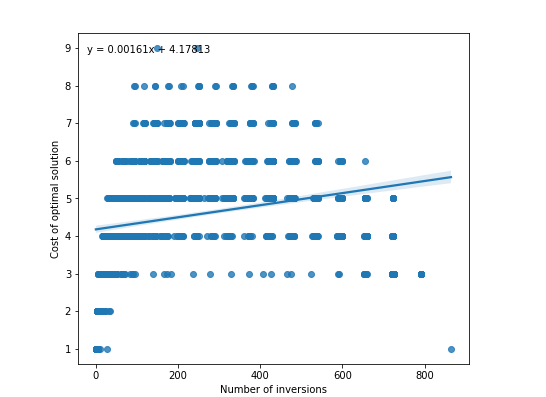 y = 0.00161x + 4.17813
9
8
7
6
5
4
3
2
1
Cost of optimal solution
0 200 400 600 800
Number of inversions